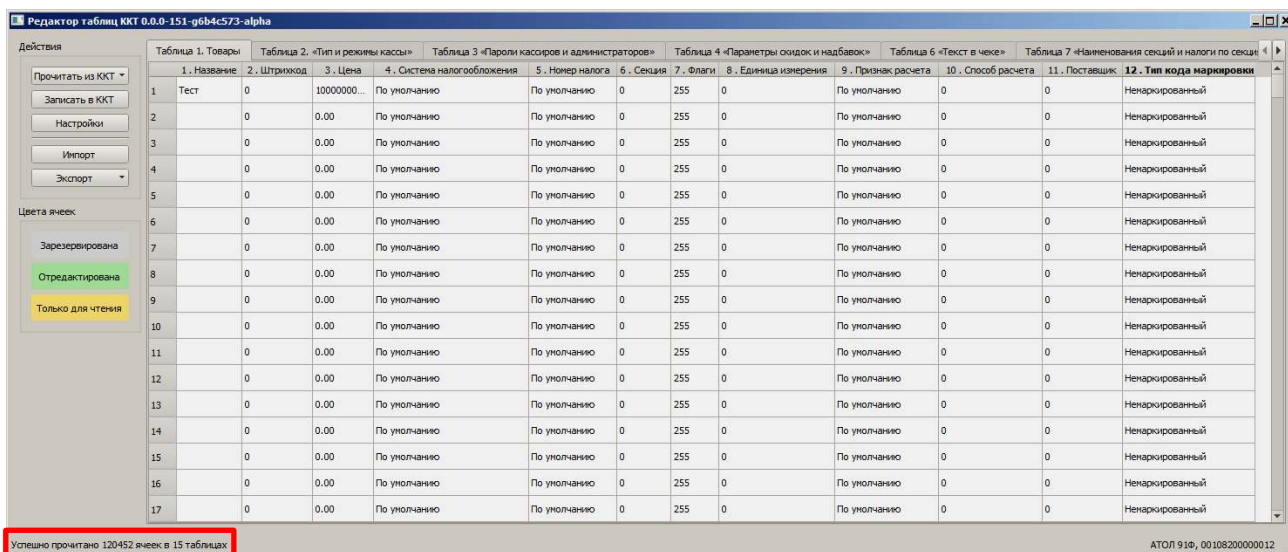 Редактор таблиц ККТ 0.0.0-151-g6b4c573-alpha
Действия
Прочитать из ККТ
Записать в ККТ
Настройки
Импорт
Экспорт
Цвета ячеек
Зарезервирована
Отредактирована
Только для чтения
Таблица 1. Товары Таблица 2. «Тип и режимы кассы» Таблица 3 «Пароли кассиров и администраторов» Таблица 4 «Параметры скидок и надбавок» Таблица 6 «Текст в чеке» Таблица 7 «Наименования секций и налоги по секци
1 . Название 2 . Штрихкод 3 . Цена 4 . Система налогообложения 5 . Номер налога 6 . Секция 7 . Флаги 8 . Единица измерения 9 . Признак расчета 10 . Способ расчета 11 . Поставщик 12 . Тип кода маркировки
1 Тест 0 10000000... По умолчанию По умолчанию 0 255 0 По умолчанию 0 0 Немаркированный
2 0 0.00 По умолчанию По умолчанию 0 255 0 По умолчанию 0 0 Немаркированный
3 0 0.00 По умолчанию По умолчанию 0 255 0 По умолчанию 0 0 Немаркированный
4 0 0.00 По умолчанию По умолчанию 0 255 0 По умолчанию 0 0 Немаркированный
5 0 0.00 По умолчанию По умолчанию 0 255 0 По умолчанию 0 0 Немаркированный
6 0 0.00 По умолчанию По умолчанию 0 255 0 По умолчанию 0 0 Немаркированный
7 0 0.00 По умолчанию По умолчанию 0 255 0 По умолчанию 0 0 Немаркированный
8 0 0.00 По умолчанию По умолчанию 0 255 0 По умолчанию 0 0 Немаркированный
9 0 0.00 По умолчанию По умолчанию 0 255 0 По умолчанию 0 0 Немаркированный
10 0 0.00 По умолчанию По умолчанию 0 255 0 По умолчанию 0 0 Немаркированный
11 0 0.00 По умолчанию По умолчанию 0 255 0 По умолчанию 0 0 Немаркированный
12 0 0.00 По умолчанию По умолчанию 0 255 0 По умолчанию 0 0 Немаркированный
13 0 0.00 По умолчанию По умолчанию 0 255 0 По умолчанию 0 0 Немаркированный
14 0 0.00 По умолчанию По умолчанию 0 255 0 По умолчанию 0 0 Немаркированный
15 0 0.00 По умолчанию По умолчанию 0 255 0 По умолчанию 0 0 Немаркированный
16 0 0.00 По умолчанию По умолчанию 0 255 0 По умолчанию 0 0 Немаркированный
17 0 0.00 По умолчанию По умолчанию 0 255 0 По умолчанию 0 0 Немаркированный
Успешно прочитано 120452 ячеек в 15 таблицах АТОЛ 91Ф, 00108200000012